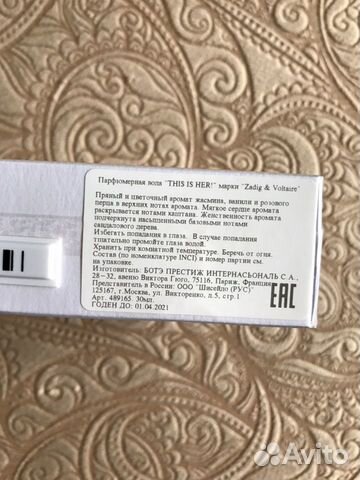 Парфюмерная вода "THIS IS HER!" марки "Zadig & Voltaire"
Пряный и цветочный аромат жасмина, ванили и розового
перца в верхних нотах аромата. Мягкое сердце аромата
раскрывается нотами каштана. Женственность аромата
подчеркнута насыщенными базовыми нотами
сандалового дерева.
Избегать попадания в глаза. В случае попадания
тщательно промойте глаза водой.
Хранить при комнатной температуре. Беречь от огня.
Состав (по номенклатуре INCI) и номер партии см.
на упаковке.
Изготовитель: БОТЭ ПРЕСТИЖ ИНТЕРНАСЬОНАЛЬ С.А.,
28-32, авеню Виктора Гюго, 75116, Париж, Франция
Представитель в России: ООО "Шисейдо (РУС)"
125167, г.Москва, ул. Викторенко, д.5, стр.1
Арт. 489165 30мл.
ГОДЕН ДО: 01.04.2021
EAC
Avito